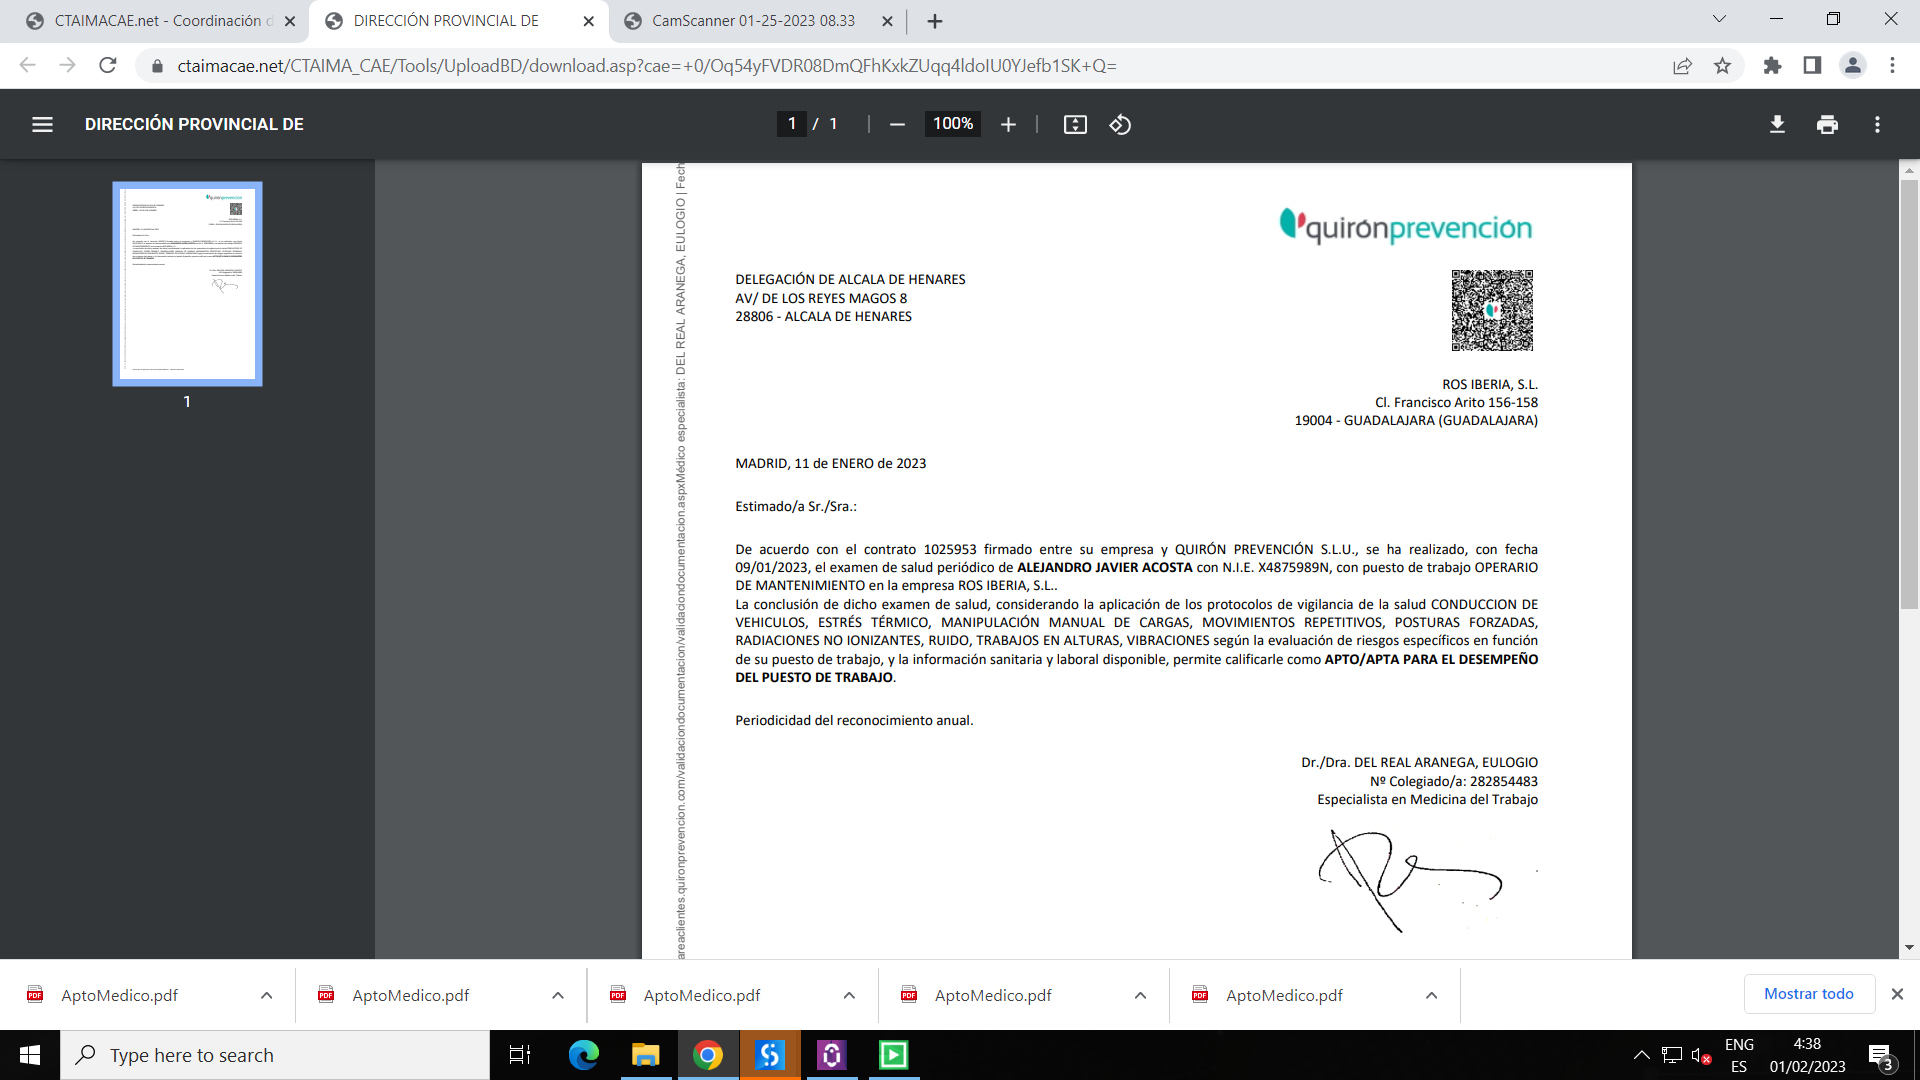 CTAIMACAE.net - Coordinación d
DIRECCIÓN PROVINCIAL DE
CamScanner 01-25-2023 08.33
ctaimacae.net/CTAIMA_CAE/Tools/UploadBD/download.asp?cae=+0/Oq54yFVDR08DmQFhKxkZUqq4ldoIU0YJefb1SK+Q=
DIRECCIÓN PROVINCIAL DE
1 / 1
100%
1
areaclientes.quironprevencion.com/validaciondocumentacion/validaciondocumentacion.aspxMédico especialista: DEL REAL ARANEGA, EULOGIO | Fech
quirónprevención
DELEGACIÓN DE ALCALA DE HENARES
AV/ DE LOS REYES MAGOS 8
28806 - ALCALA DE HENARES
ROS IBERIA, S.L.
Cl. Francisco Arito 156-158
19004 - GUADALAJARA (GUADALAJARA)
MADRID, 11 de ENERO de 2023
Estimado/a Sr./Sra.:
De acuerdo con el contrato 1025953 firmado entre su empresa y QUIRÓN PREVENCIÓN S.L.U., se ha realizado, con fecha
09/01/2023, el examen de salud periódico de ALEJANDRO JAVIER ACOSTA con N.I.E. X4875989N, con puesto de trabajo OPERARIO
DE MANTENIMIENTO en la empresa ROS IBERIA, S.L..
La conclusión de dicho examen de salud, considerando la aplicación de los protocolos de vigilancia de la salud CONDUCCION DE
VEHICULOS, ESTRÉS TÉRMICO, MANIPULACIÓN MANUAL DE CARGAS, MOVIMIENTOS REPETITIVOS, POSTURAS FORZADAS,
RADIACIONES NO IONIZANTES, RUIDO, TRABAJOS EN ALTURAS, VIBRACIONES según la evaluación de riesgos específicos en función
de su puesto de trabajo, y la información sanitaria y laboral disponible, permite calificarle como APTO/APTA PARA EL DESEMPEÑO
DEL PUESTO DE TRABAJO.
Periodicidad del reconocimiento anual.
Dr./Dra. DEL REAL ARANEGA, EULOGIO
Nº Colegiado/a: 282854483
Especialista en Medicina del Trabajo
AptoMedico.pdf
AptoMedico.pdf
AptoMedico.pdf
AptoMedico.pdf
AptoMedico.pdf
Mostrar todo
Type here to search
ENG
ES
4:38
01/02/2023
3